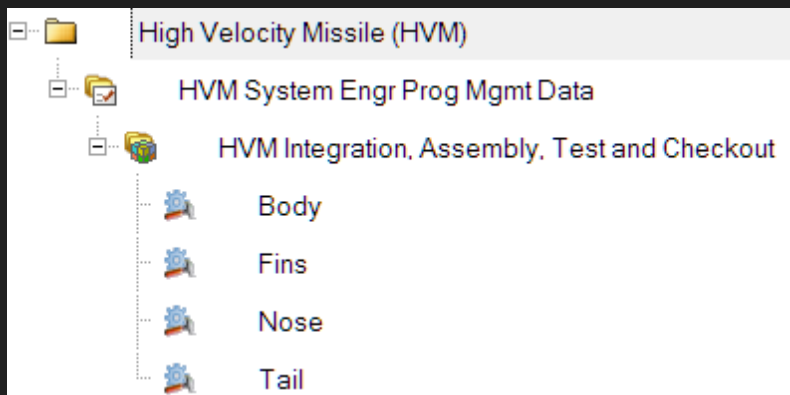 High Velocity Missile (HVM)
HVM System Engr Prog Mgmt Data
HVM Integration, Assembly, Test and Checkout
Body
Fins
Nose
Tail